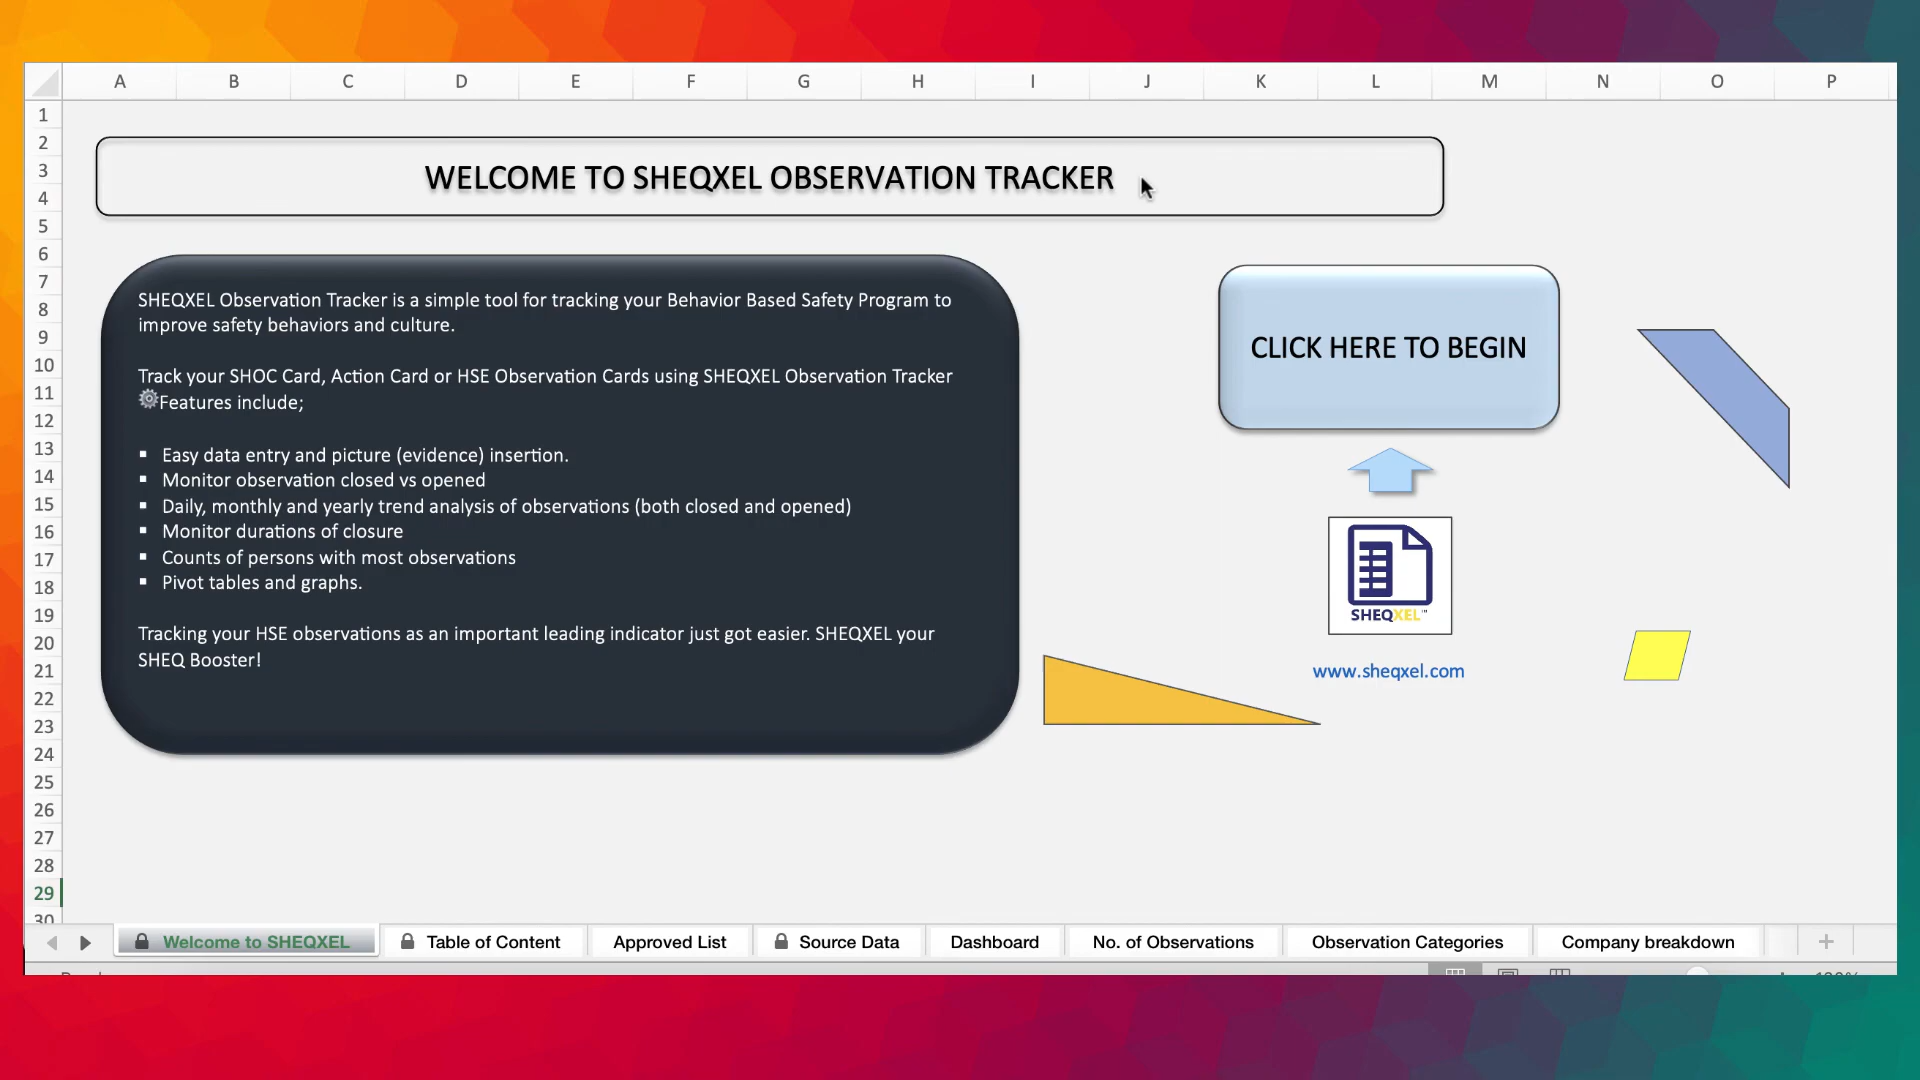 A B C D E F G H I J K L M N O P
1
2
3
4
5
6
7
8
9
10
11
12
13
14
15
16
17
18
19
20
21
22
23
24
25
26
27
28
29
30
WELCOME TO SHEQXEL OBSERVATION TRACKER
SHEQXEL Observation Tracker is a simple tool for tracking your Behavior Based Safety Program to
improve safety behaviors and culture.
Track your SHOC Card, Action Card or HSE Observation Cards using SHEQXEL Observation Tracker
Features include;
▪ Easy data entry and picture (evidence) insertion.
▪ Monitor observation closed vs opened
▪ Daily, monthly and yearly trend analysis of observations (both closed and opened)
▪ Monitor durations of closure
▪ Counts of persons with most observations
▪ Pivot tables and graphs.
Tracking your HSE observations as an important leading indicator just got easier. SHEQXEL your
SHEQ Booster!
CLICK HERE TO BEGIN
SHEQXEL™
www.sheqxel.com
Welcome to SHEQXEL Table of Content Approved List Source Data Dashboard No. of Observations Observation Categories Company breakdown